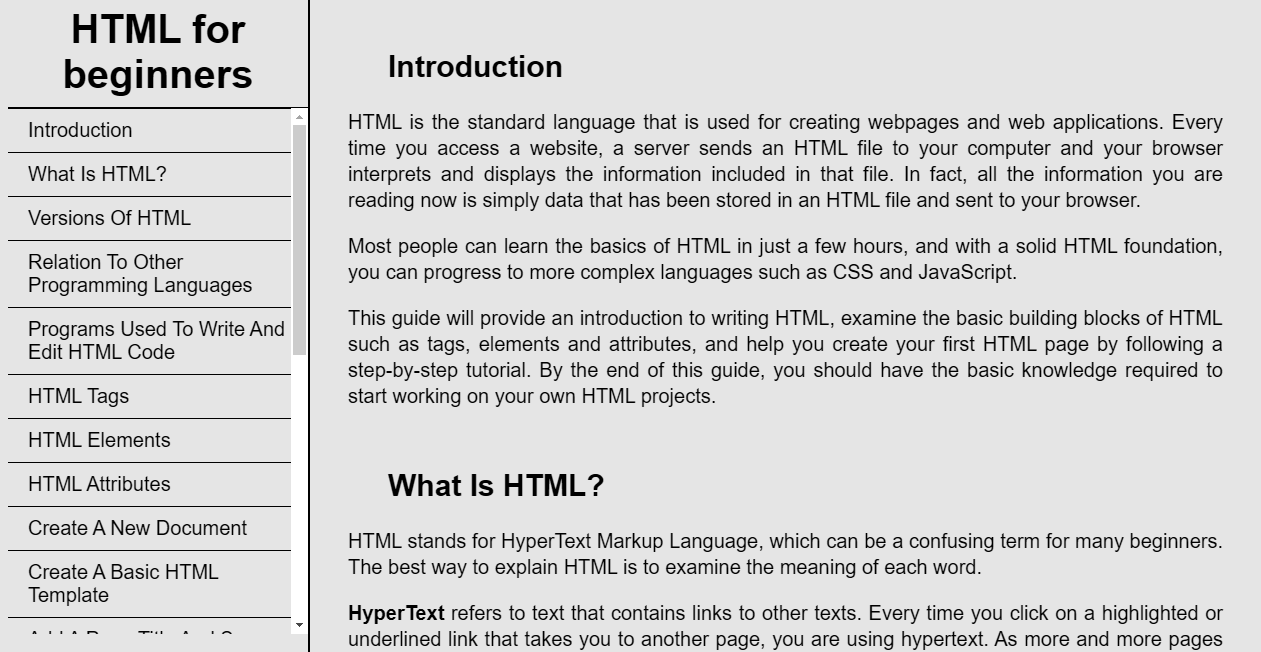 HTML for
beginners
Introduction
What Is HTML?
Versions Of HTML
Relation To Other
Programming Languages
Programs Used To Write And
Edit HTML Code
HTML Tags
HTML Elements
HTML Attributes
Create A New Document
Create A Basic HTML
Template
Introduction
HTML is the standard language that is used for creating webpages and web applications. Every
time you access a website, a server sends an HTML file to your computer and your browser
interprets and displays the information included in that file. In fact, all the information you are
reading now is simply data that has been stored in an HTML file and sent to your browser.
Most people can learn the basics of HTML in just a few hours, and with a solid HTML foundation,
you can progress to more complex languages such as CSS and JavaScript.
This guide will provide an introduction to writing HTML, examine the basic building blocks of HTML
such as tags, elements and attributes, and help you create your first HTML page by following a
step-by-step tutorial. By the end of this guide, you should have the basic knowledge required to
start working on your own HTML projects.
What Is HTML?
HTML stands for HyperText Markup Language, which can be a confusing term for many beginners.
The best way to explain HTML is to examine the meaning of each word.
HyperText refers to text that contains links to other texts. Every time you click on a highlighted or
underlined link that takes you to another page, you are using hypertext. As more and more pages